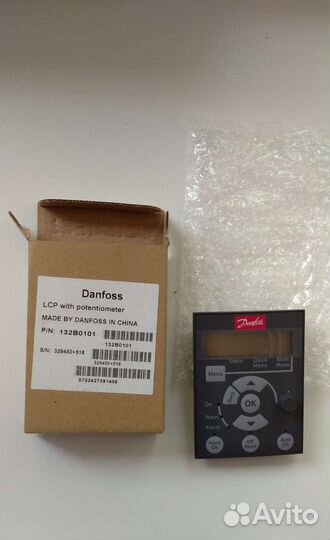 Danfoss
LCP with potentiometer
MADE BY DANFOSS IN CHINA
P/N: 132B0101
132B0101
S/N: 329450+518
329450+518
5702427391406
Danfoss
Status Quick Menu Main Menu
Menu
Back
OK
On
Warn.
Alarm
Hand On
Off Reset
Auto On
Avito